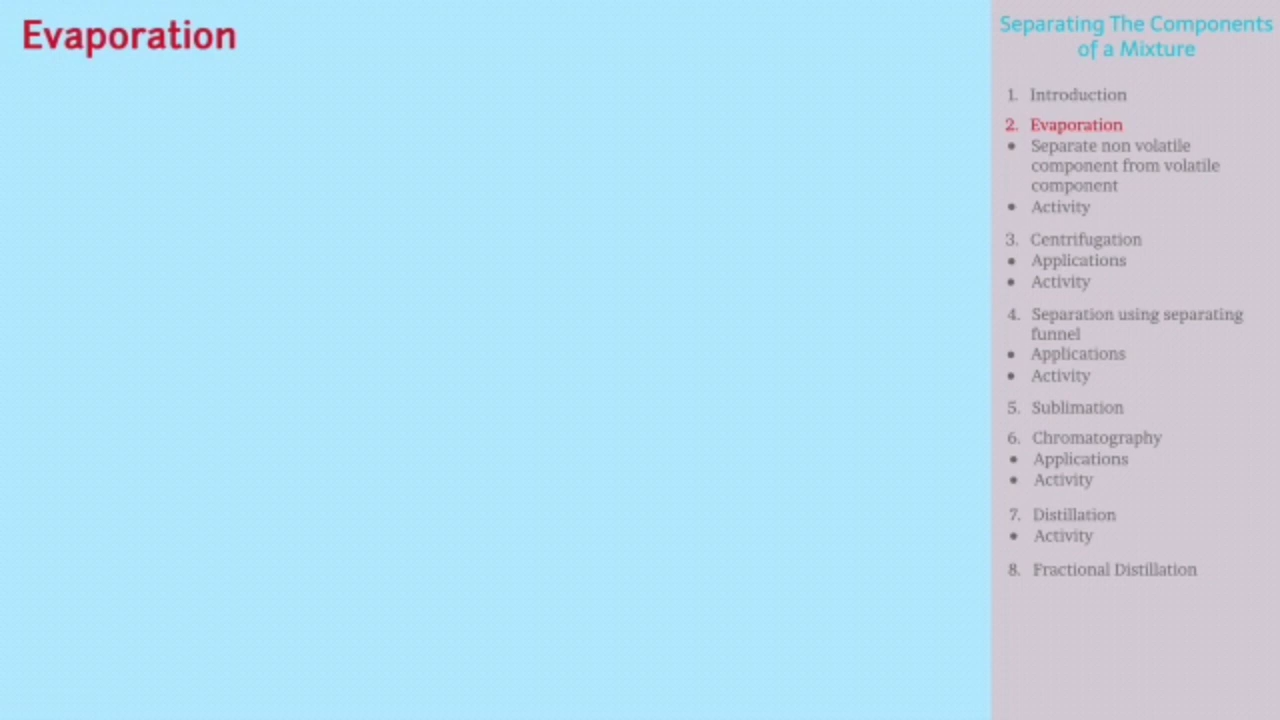 Evaporation
Separating The Components
of a Mixture
1. Introduction
2. Evaporation
• Separate non volatile
component from volatile
component
• Activity
3. Centrifugation
• Applications
• Activity
4. Separation using separating
funnel
• Applications
• Activity
5. Sublimation
6. Chromatography
• Applications
• Activity
7. Distillation
• Activity
8. Fractional Distillation